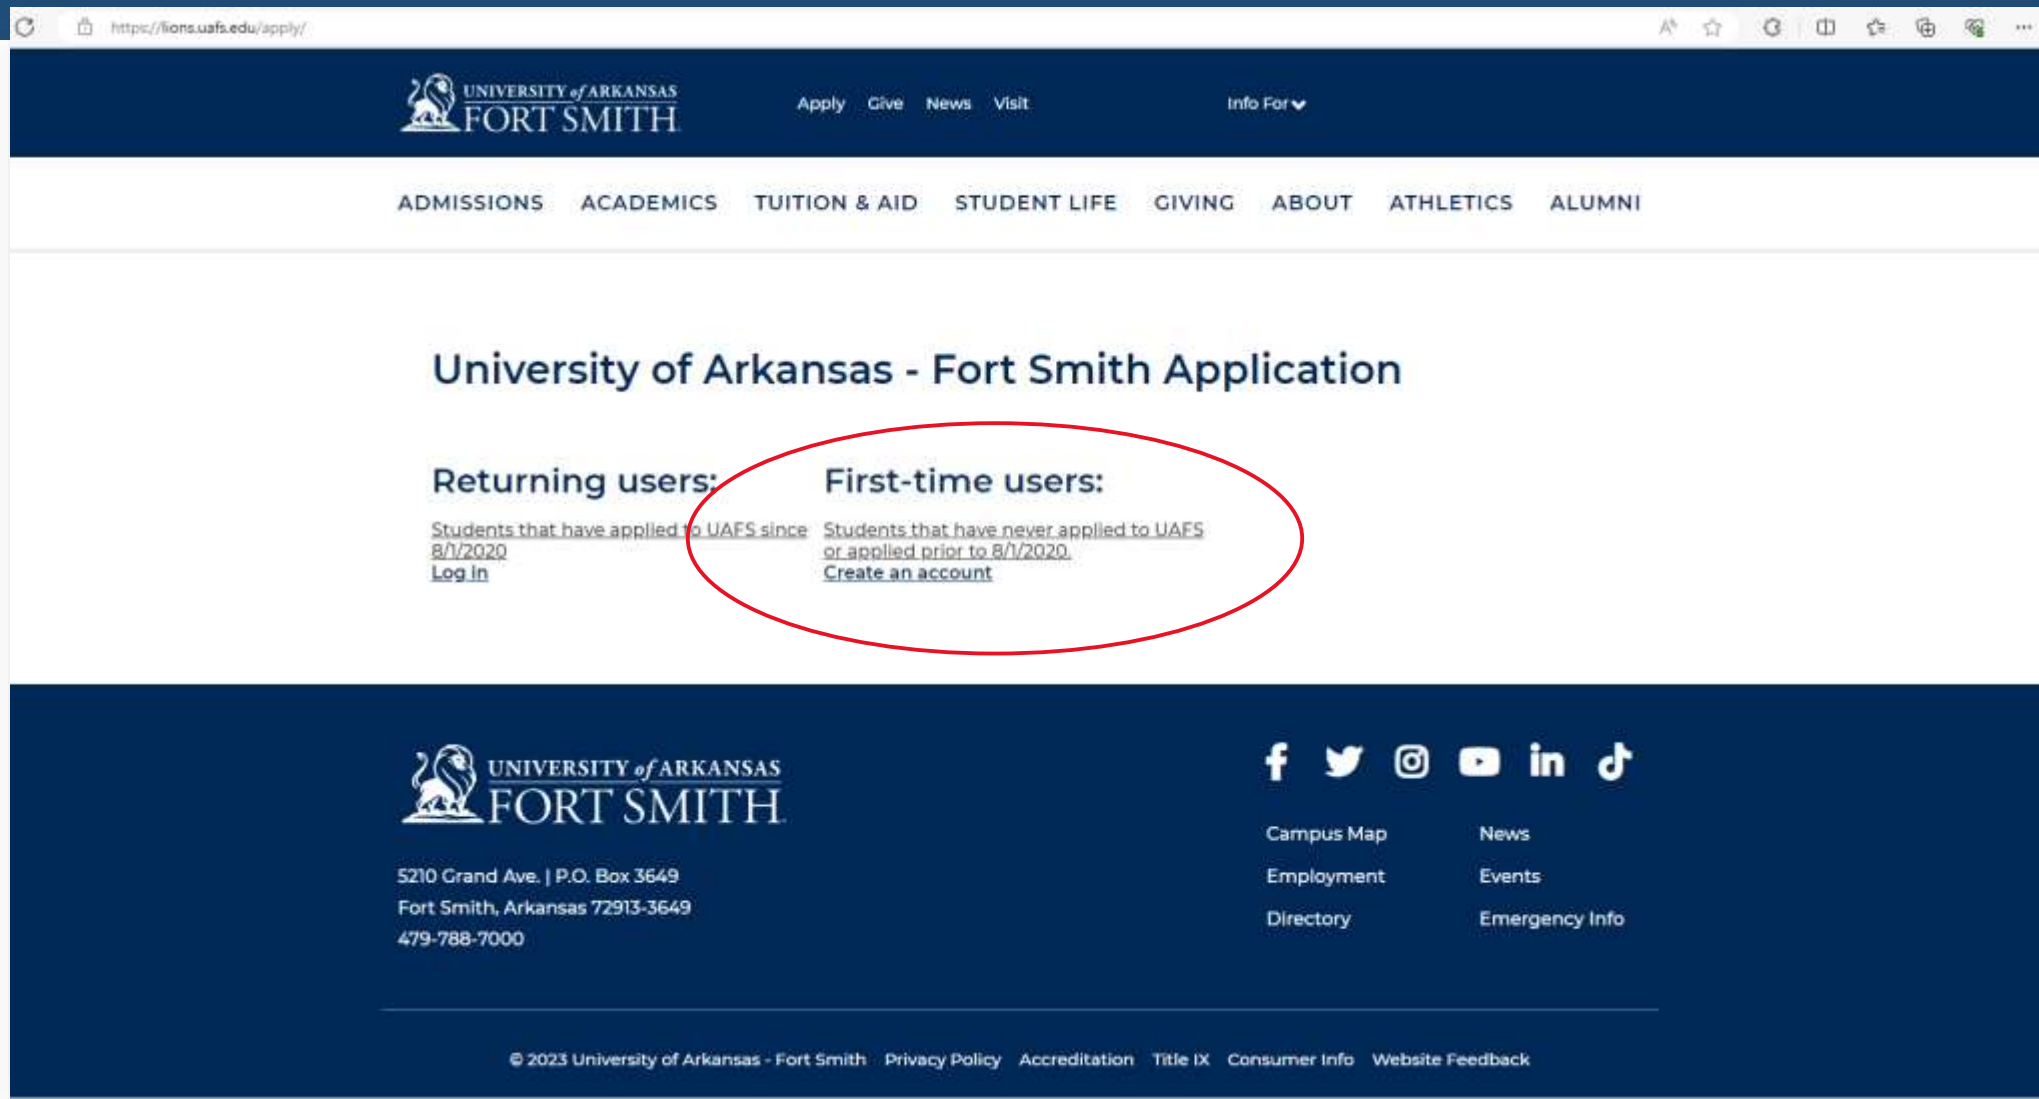 https://lions.uafs.edu/apply/
UNIVERSITY of ARKANSAS
FORT SMITH
Apply Give News Visit Info For
ADMISSIONS ACADEMICS TUITION & AID STUDENT LIFE GIVING ABOUT ATHLETICS ALUMNI
University of Arkansas - Fort Smith Application
Returning users:
Students that have applied to UAFS since
8/1/2020
Log in
First-time users:
Students that have never applied to UAFS
or applied prior to 8/1/2020.
Create an account
UNIVERSITY of ARKANSAS
FORT SMITH
5210 Grand Ave. | P.O. Box 3649
Fort Smith, Arkansas 72913-3649
479-788-7000
Campus Map News
Employment Events
Directory Emergency Info
© 2023 University of Arkansas - Fort Smith Privacy Policy Accreditation Title IX Consumer Info Website Feedback